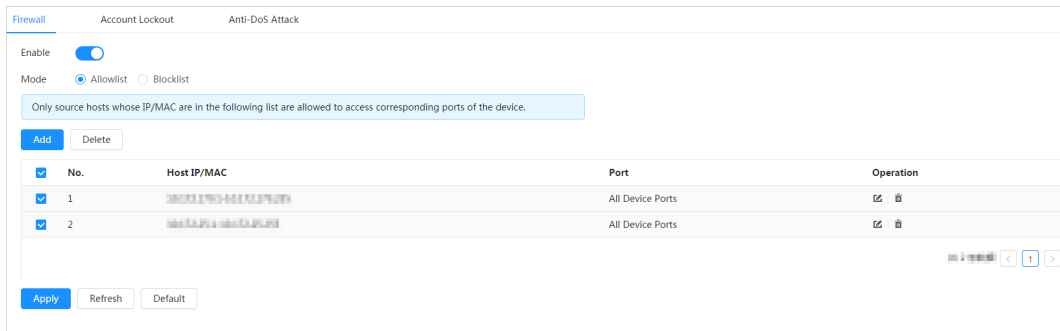 Firewall Account Lockout Anti-DoS Attack
Enable
Mode Allowlist Blocklist
Only source hosts whose IP/MAC are in the following list are allowed to access corresponding ports of the device.
Add Delete
No. Host IP/MAC Port Operation
1 All Device Ports
2 All Device Ports
< 1 >
Apply Refresh Default